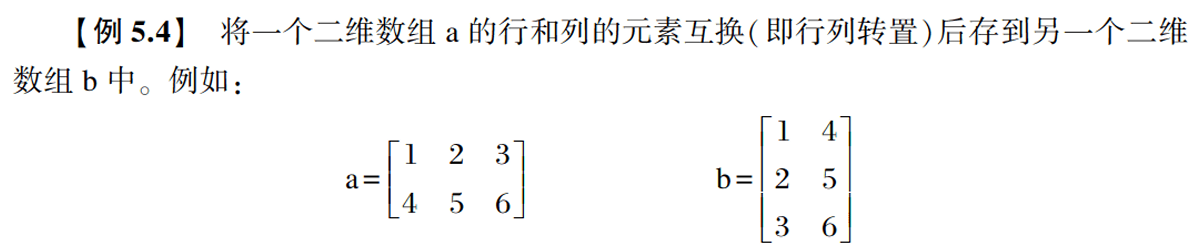 【例 5.4】 将一个二维数组 a 的行和列的元素互换(即行列转置)后存到另一个二维
数组 b 中。例如:
a=[1 2 3
4 5 6]
b=[1 4
2 5
3 6]